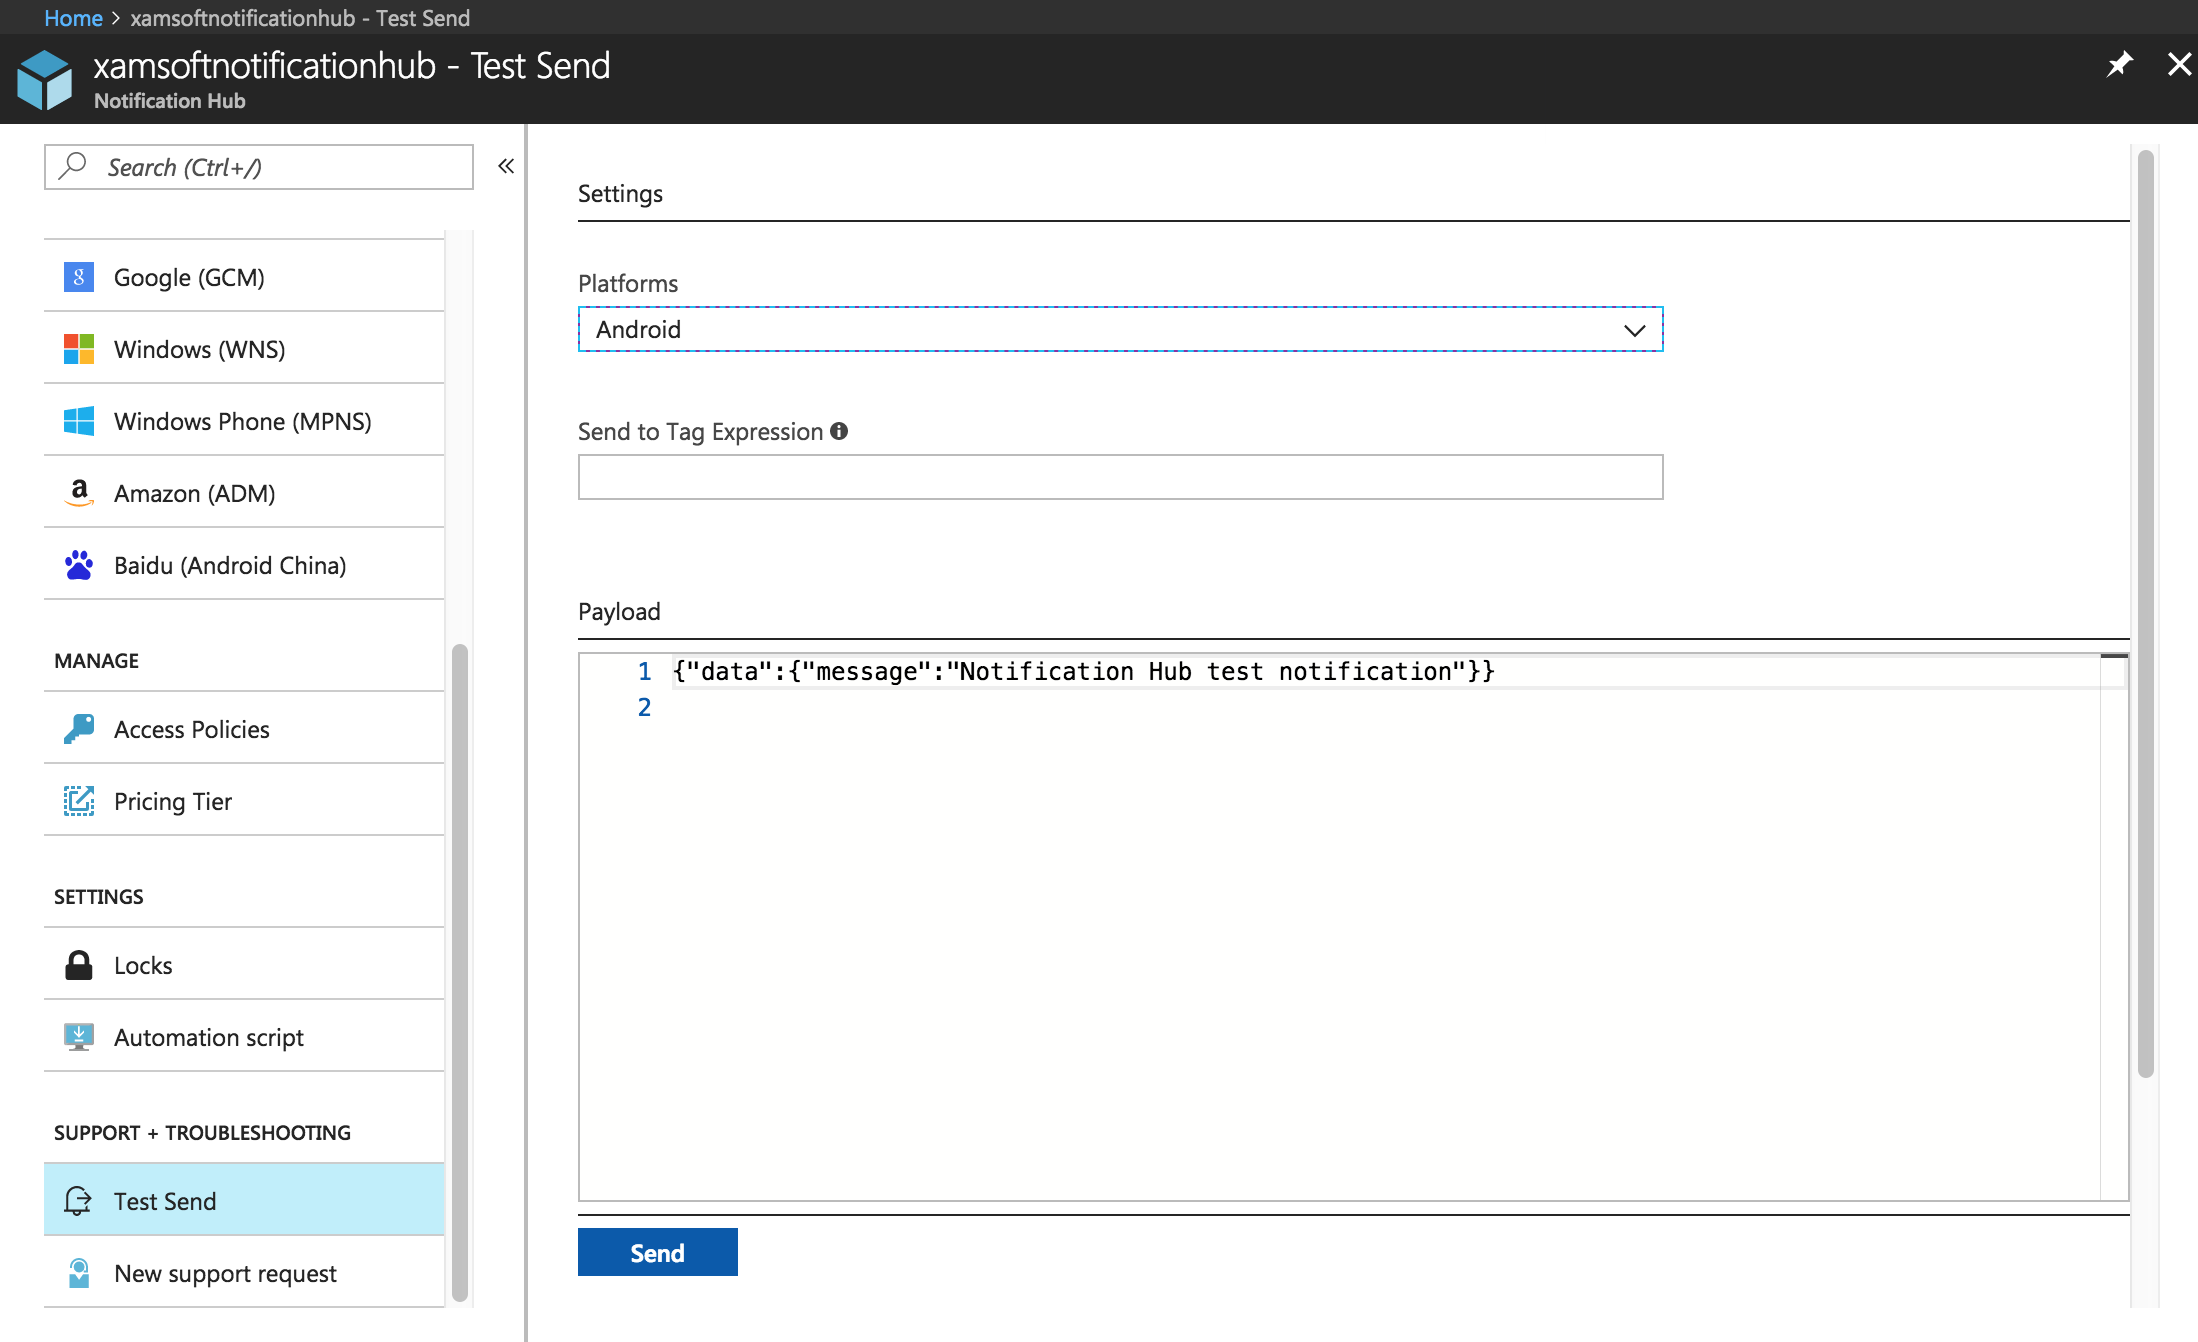 Home > xamsoftnotificationhub - Test Send
xamsoftnotificationhub - Test Send
Notification Hub
Search (Ctrl+/)
«
Google (GCM)
Windows (WNS)
Windows Phone (MPNS)
Amazon (ADM)
Baidu (Android China)
MANAGE
Access Policies
Pricing Tier
SETTINGS
Locks
Automation script
SUPPORT + TROUBLESHOOTING
Test Send
New support request
Settings
Platforms
Android
Send to Tag Expression
Payload
1 {"data":{"message":"Notification Hub test notification"}}
2
Send